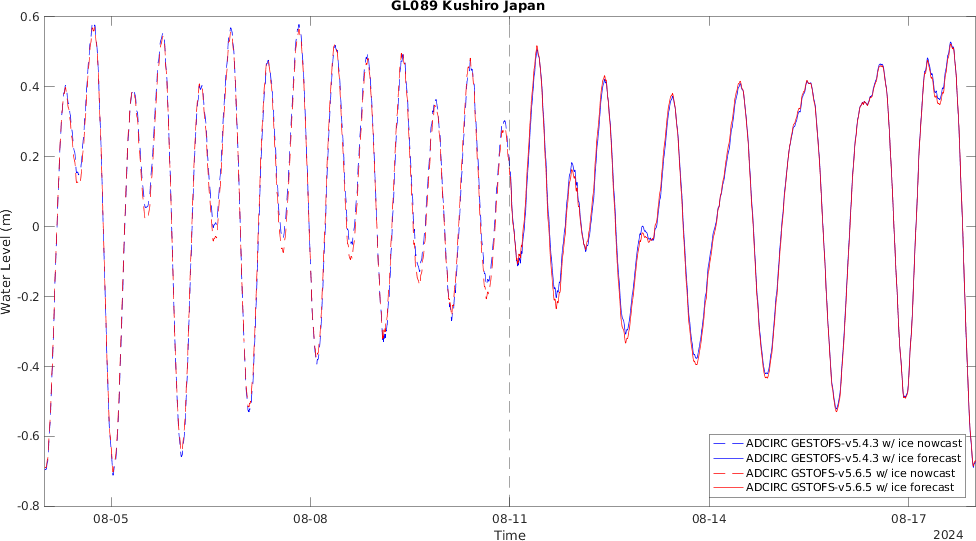 GL089 Kushiro Japan
0.6
0.4
0.2
0
-0.2
-0.4
-0.6
-0.8
Water Level (m)
ADCIRC GESTOFS-v5.4.3 w/ ice nowcast
ADCIRC GESTOFS-v5.4.3 w/ ice forecast
ADCIRC GSTOFS-v5.6.5 w/ ice nowcast
ADCIRC GSTOFS-v5.6.5 w/ ice forecast
08-05 08-08 08-11 08-14 08-17
Time
2024